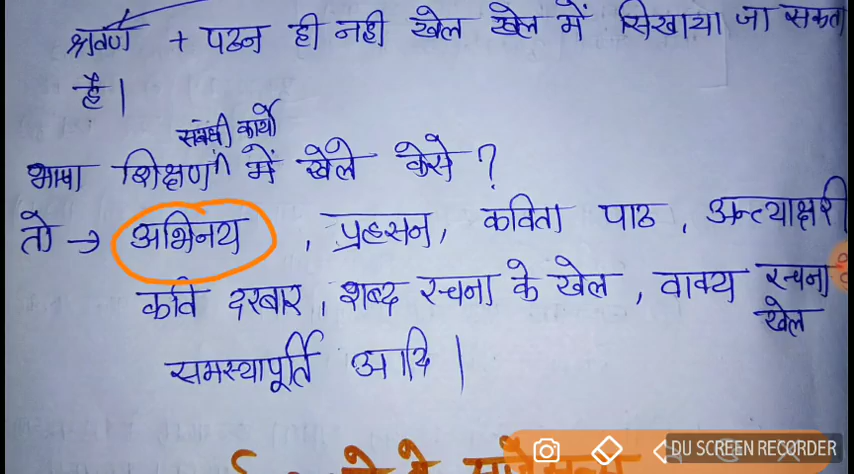 श्रवण + पठन ही नही खेल खेल में सिखाया जा सकता
है।
संबंधी कार्यो
भाषा शिक्षण में खेले केसे ?
तो → अभिनय , प्रहसन, कविता पाठ , अन्त्याक्षरी
कवि दरबार, शब्द रचना के खेल , वाक्य रचना
खेल
समस्यापूर्ति आदि।
DU SCREEN RECORDER